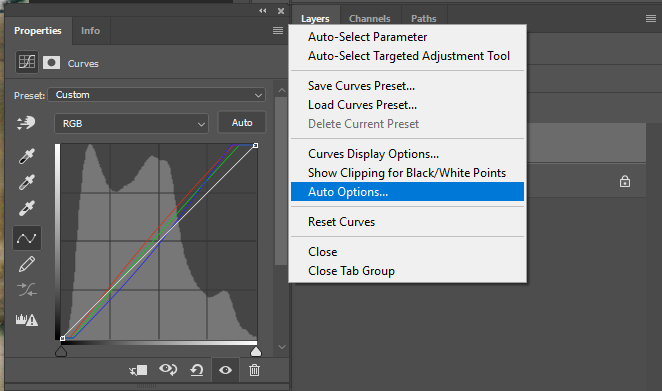 Properties
Info
Curves
Preset: Custom
RGB
Auto
Layers
Channels
Paths
Auto-Select Parameter
Auto-Select Targeted Adjustment Tool
Save Curves Preset...
Load Curves Preset...
Delete Current Preset
Curves Display Options...
Show Clipping for Black/White Points
Auto Options...
Reset Curves
Close
Close Tab Group